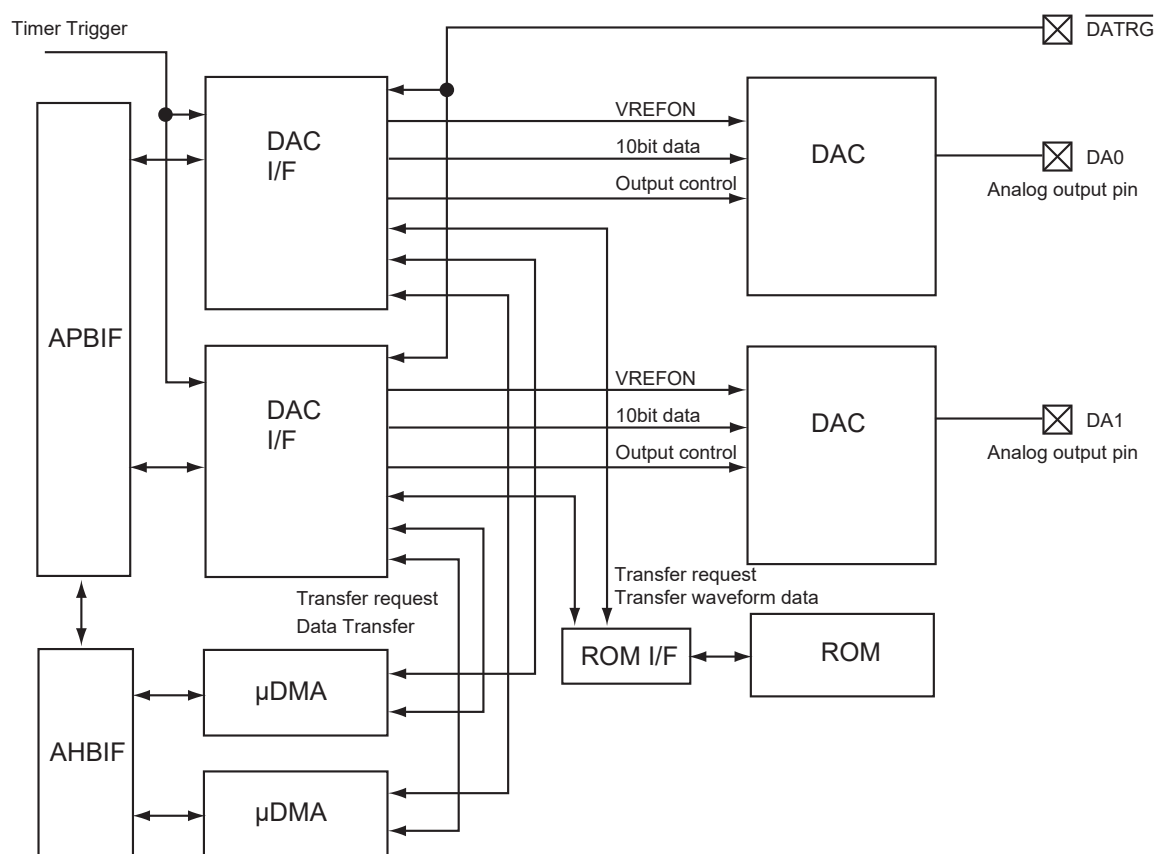 Timer Trigger
DATRG
DAC
I/F
VREFON
10bit data
Output control
DAC
DA0
Analog output pin
APBIF
DAC
I/F
VREFON
10bit data
Output control
DAC
DA1
Analog output pin
Transfer request
Data Transfer
Transfer request
Transfer waveform data
ROM I/F
ROM
AHBIF
µDMA
µDMA